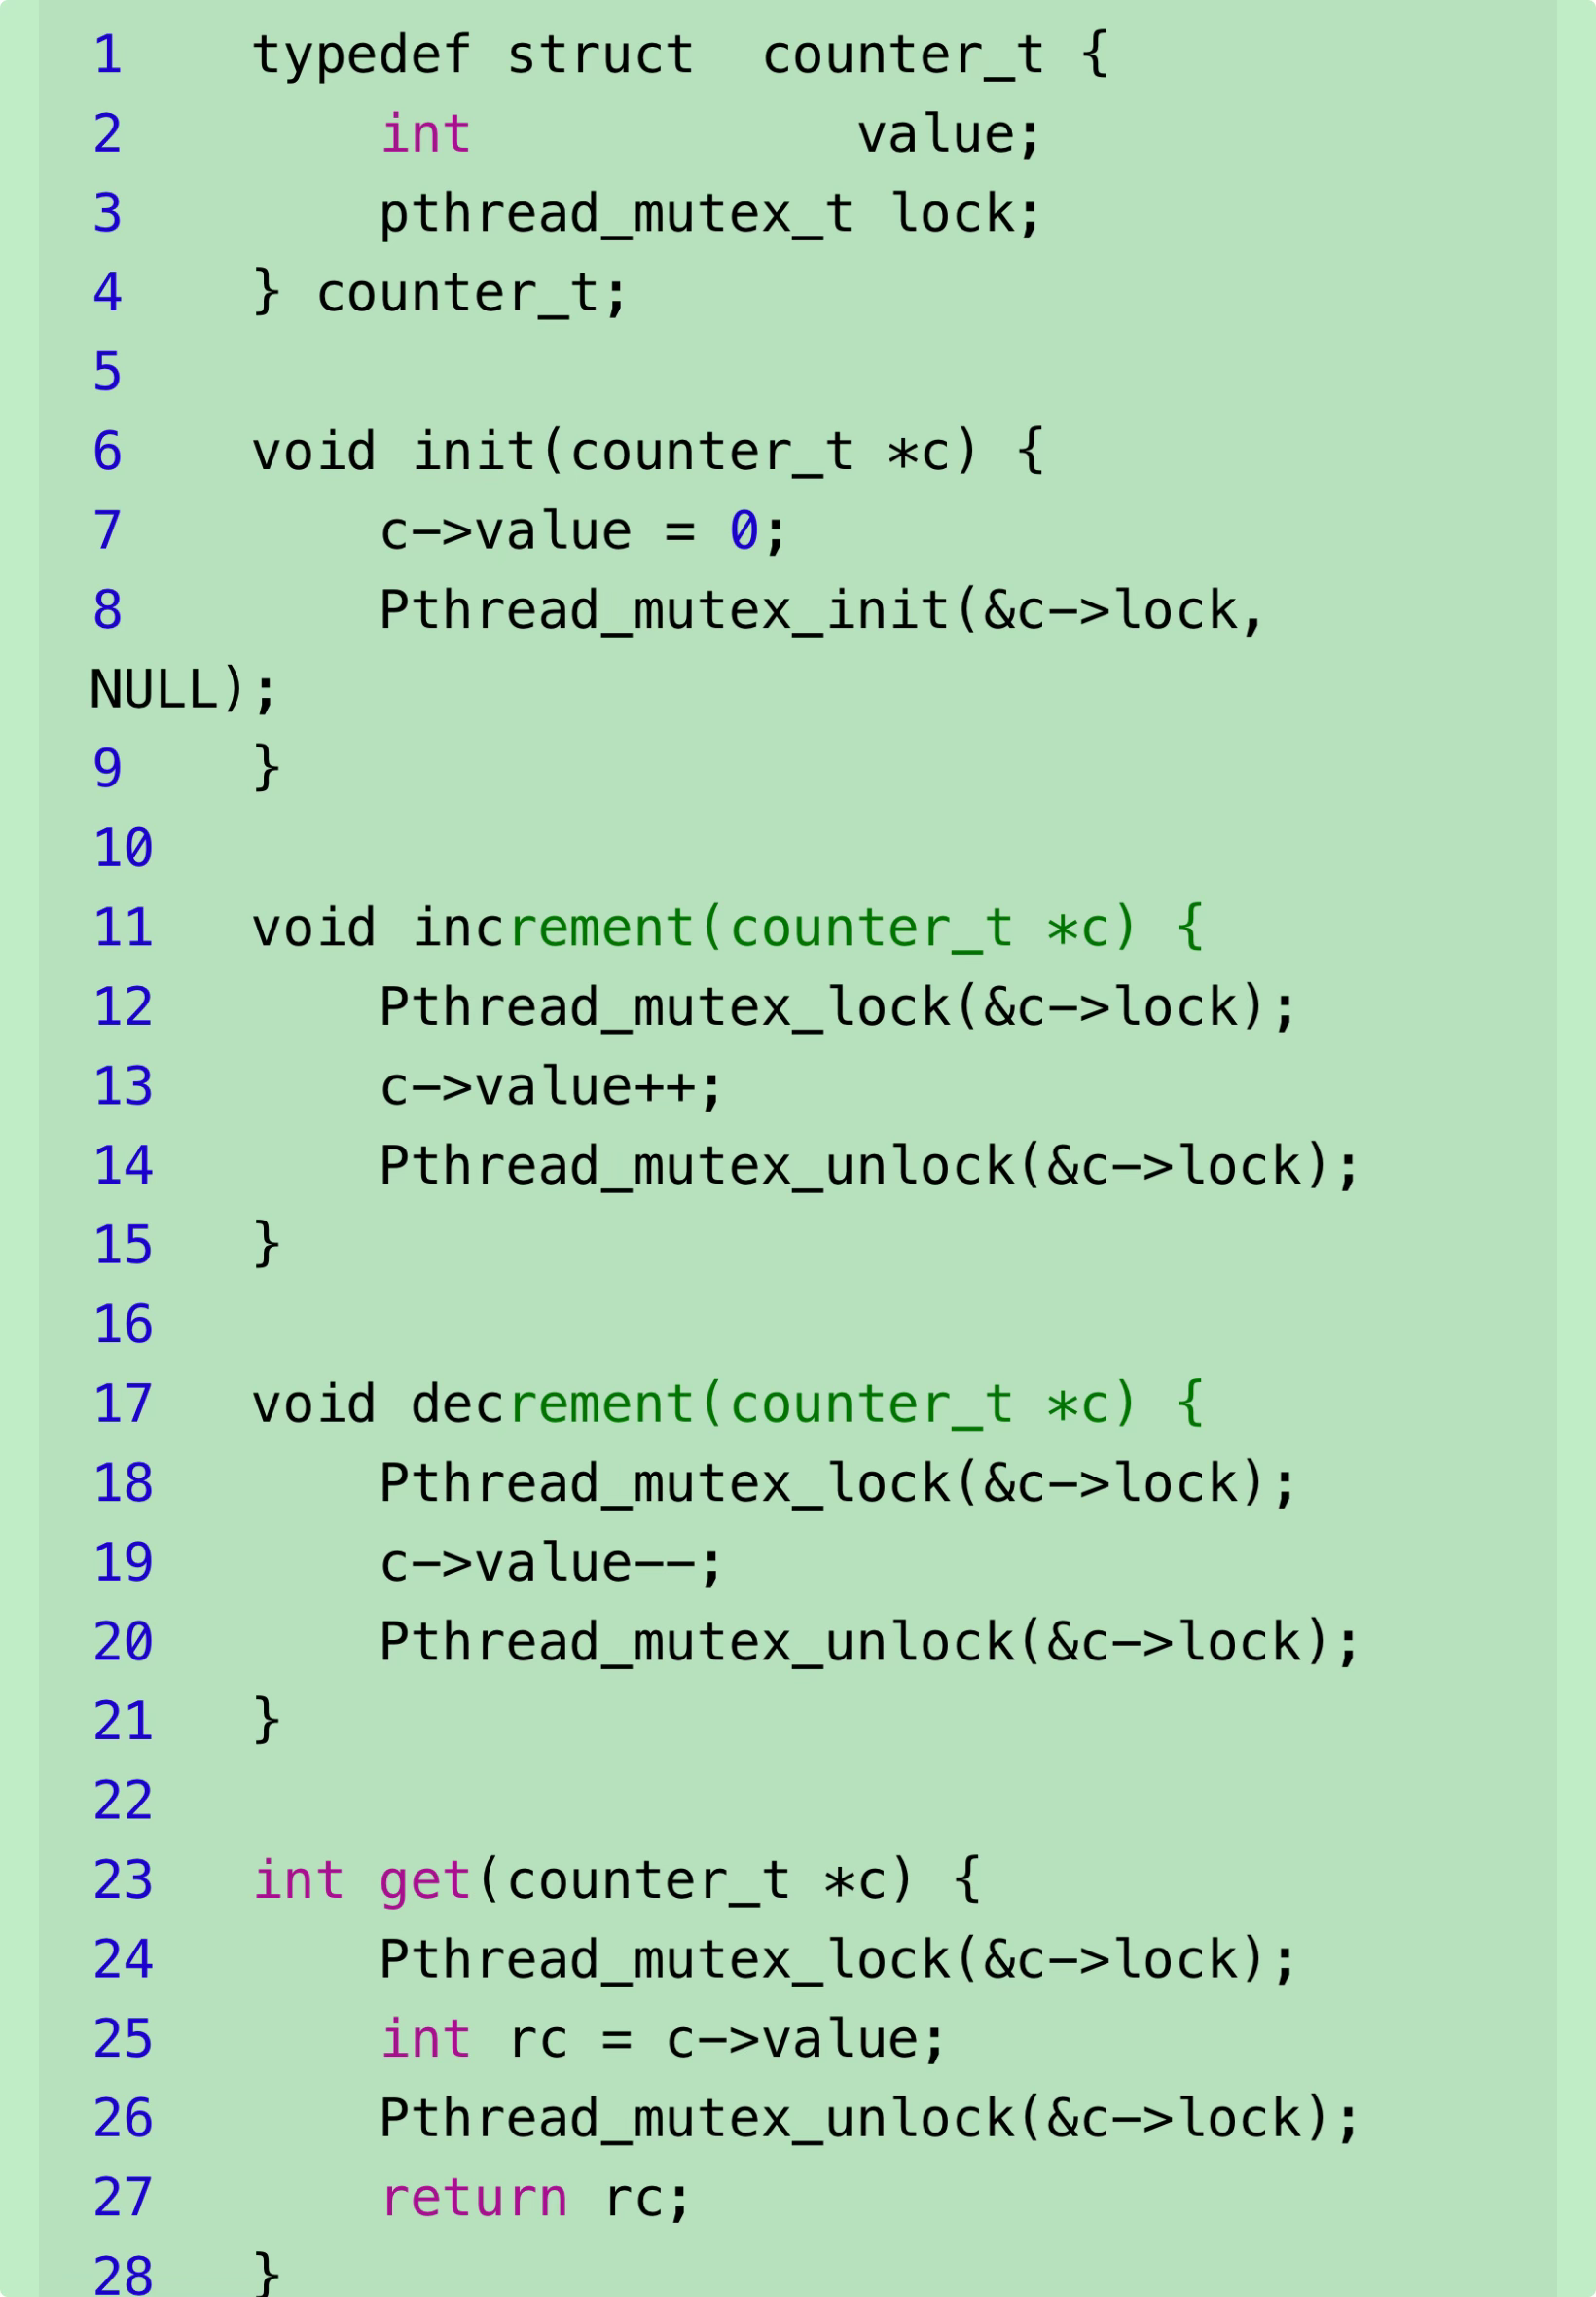 1    typedef struct  counter_t {
2        int            value;
3        pthread_mutex_t lock;
4    } counter_t;
5
6    void init(counter_t *c) {
7        c->value = 0;
8        Pthread_mutex_init(&c->lock,
NULL);
9    }
10
11   void increment(counter_t *c) {
12       Pthread_mutex_lock(&c->lock);
13       c->value++;
14       Pthread_mutex_unlock(&c->lock);
15   }
16
17   void decrement(counter_t *c) {
18       Pthread_mutex_lock(&c->lock);
19       c->value--;
20       Pthread_mutex_unlock(&c->lock);
21   }
22
23   int get(counter_t *c) {
24       Pthread_mutex_lock(&c->lock);
25       int rc = c->value;
26       Pthread_mutex_unlock(&c->lock);
27       return rc;
28   }